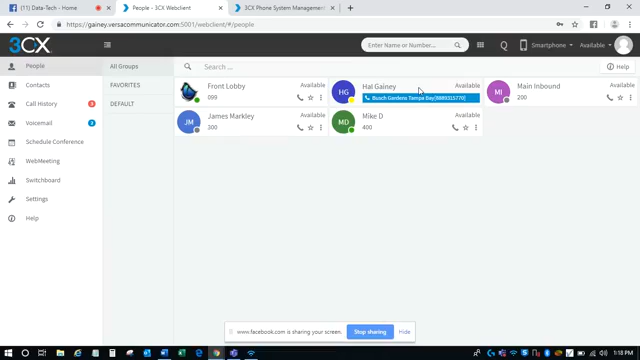 (11) Data-Tech - Home
People - 3CX Webclient
3CX Phone System Management
https://gainey.versacommunicator.com:5001/webclient/#/people
3CX
Enter Name or Number...
Q
Smartphone
Available
People
Contacts
Call History 3
Voicemail 3
Schedule Conference
WebMeeting
Switchboard
Settings
Help
All Groups
FAVORITES
DEFAULT
Search ...
Help
Front Lobby Available
099
HG Hal Gainey Available
Busch Gardens Tampa Bay[8889315770]
MI Main Inbound Available
200
JM James Markley Available
300
MD Mike D Available
400
www.facebook.com is sharing your screen.
Stop sharing
Hide
1:18 PM